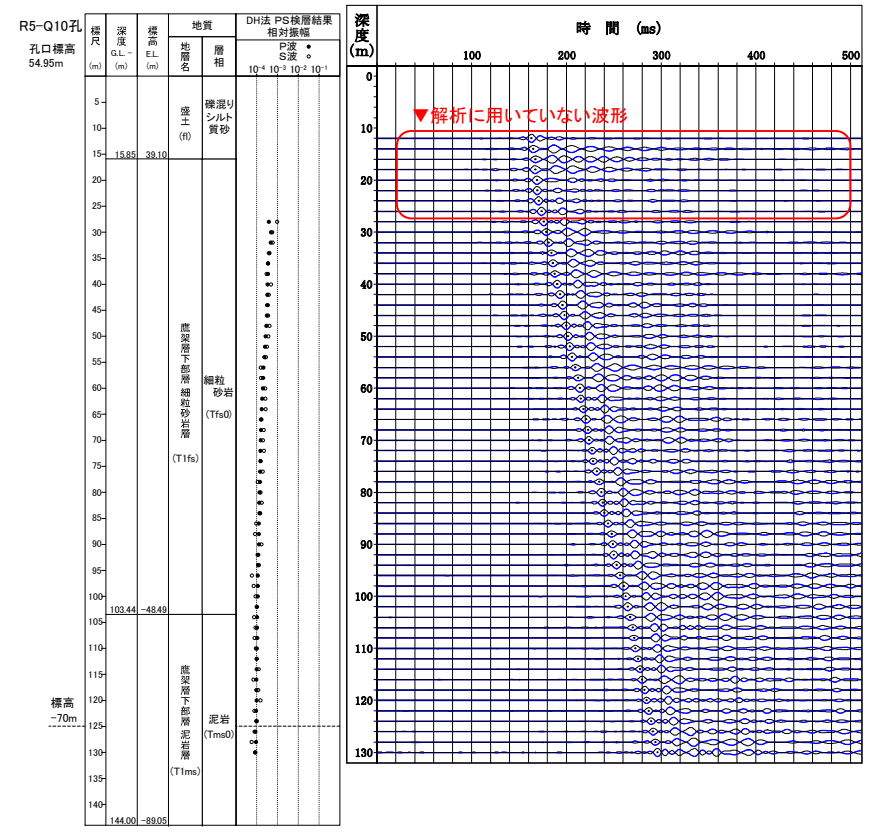 R5-Q10孔
孔口標高
54.95m
標尺
(m)
深度
G.L. -
(m)
標高
E.L.
(m)
地質
地層名
層相
DH法 PS検層結果
相対振幅
P波 ●
S波 ○
10⁻⁴ 10⁻³ 10⁻² 10⁻¹
5
10
15
20
25
30
35
40
45
50
55
60
65
70
75
80
85
90
95
100
105
110
115
120
125
130
135
140
15.85 39.10
103.44 -48.49
144.00 -89.05
盛土
(fl)
礫混り
シルト
質砂
鷹架層下部層 細粒砂岩層
(T1fs)
細粒
砂岩
(Tfs0)
鷹架層下部層 泥岩層
(T1ms)
泥岩
(Tms0)
標高
-70m
深度
(m)
時 間 (ms)
100 200 300 400 500
0
10
20
30
40
50
60
70
80
90
100
110
120
130
▼解析に用いていない波形